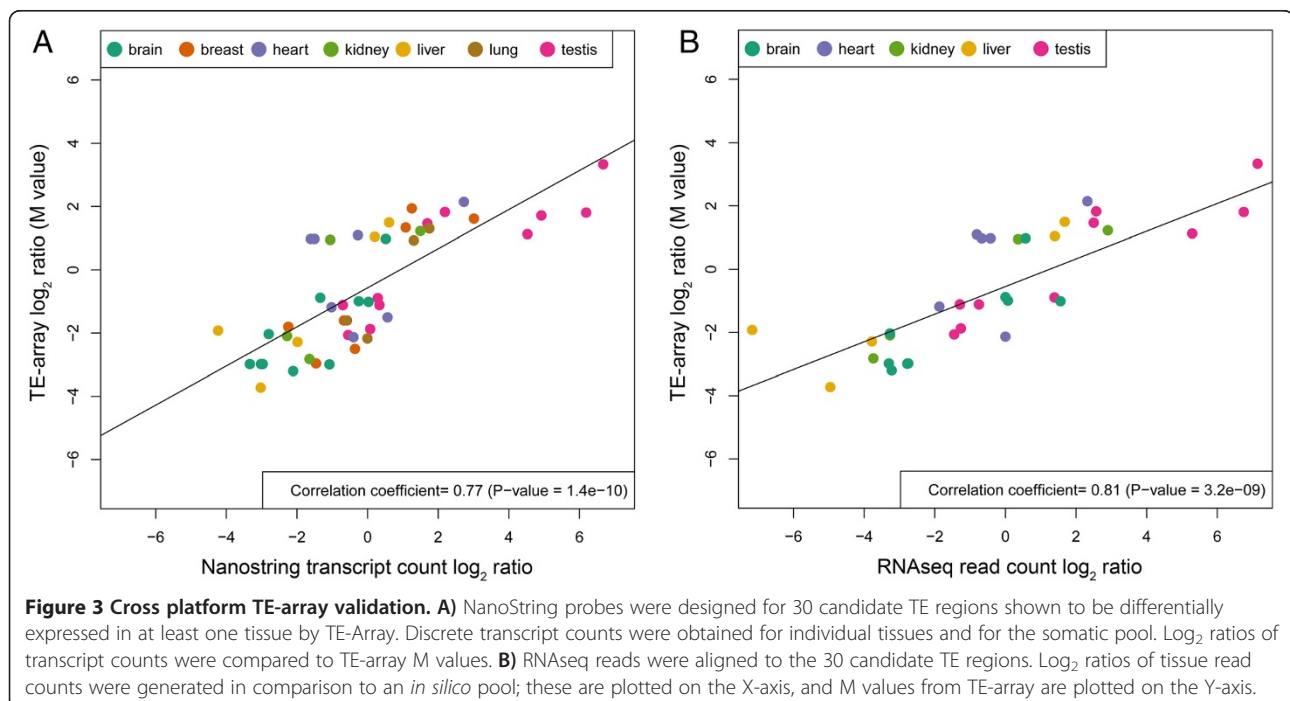 A
brain breast heart kidney liver lung testis
6
4
2
0
−2
−4
−6
TE-array log2 ratio (M value)
Correlation coefficient= 0.77 (P−value = 1.4e−10)
−6 −4 −2 0 2 4 6
Nanostring transcript count log2 ratio
B
brain heart kidney liver testis
6
4
2
0
−2
−4
−6
TE-array log2 ratio (M value)
Correlation coefficient= 0.81 (P−value = 3.2e−09)
−6 −4 −2 0 2 4 6
RNAseq read count log2 ratio
Figure 3 Cross platform TE-array validation. A) NanoString probes were designed for 30 candidate TE regions shown to be differentially
expressed in at least one tissue by TE-Array. Discrete transcript counts were obtained for individual tissues and for the somatic pool. Log2 ratios of
transcript counts were compared to TE-array M values. B) RNAseq reads were aligned to the 30 candidate TE regions. Log2 ratios of tissue read
counts were generated in comparison to an in silico pool; these are plotted on the X-axis, and M values from TE-array are plotted on the Y-axis.